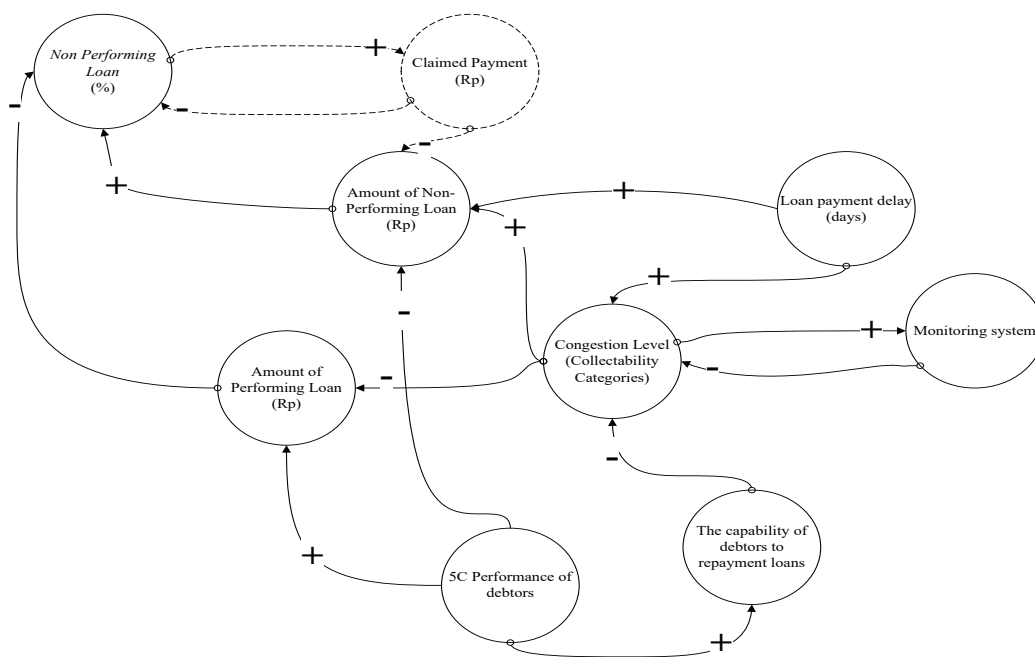 Non Performing
Loan
(%)
+
Claimed Payment
(Rp)
-
-
-
+
Amount of Non-
Performing Loan
(Rp)
+
Loan payment delay
(days)
+
+
-
Congestion Level
(Collectability
Categories)
+
-
Monitoring system
Amount of
Performing Loan
(Rp)
-
-
+
5C Performance of
debtors
The capability of
debtors to
repayment loans
+